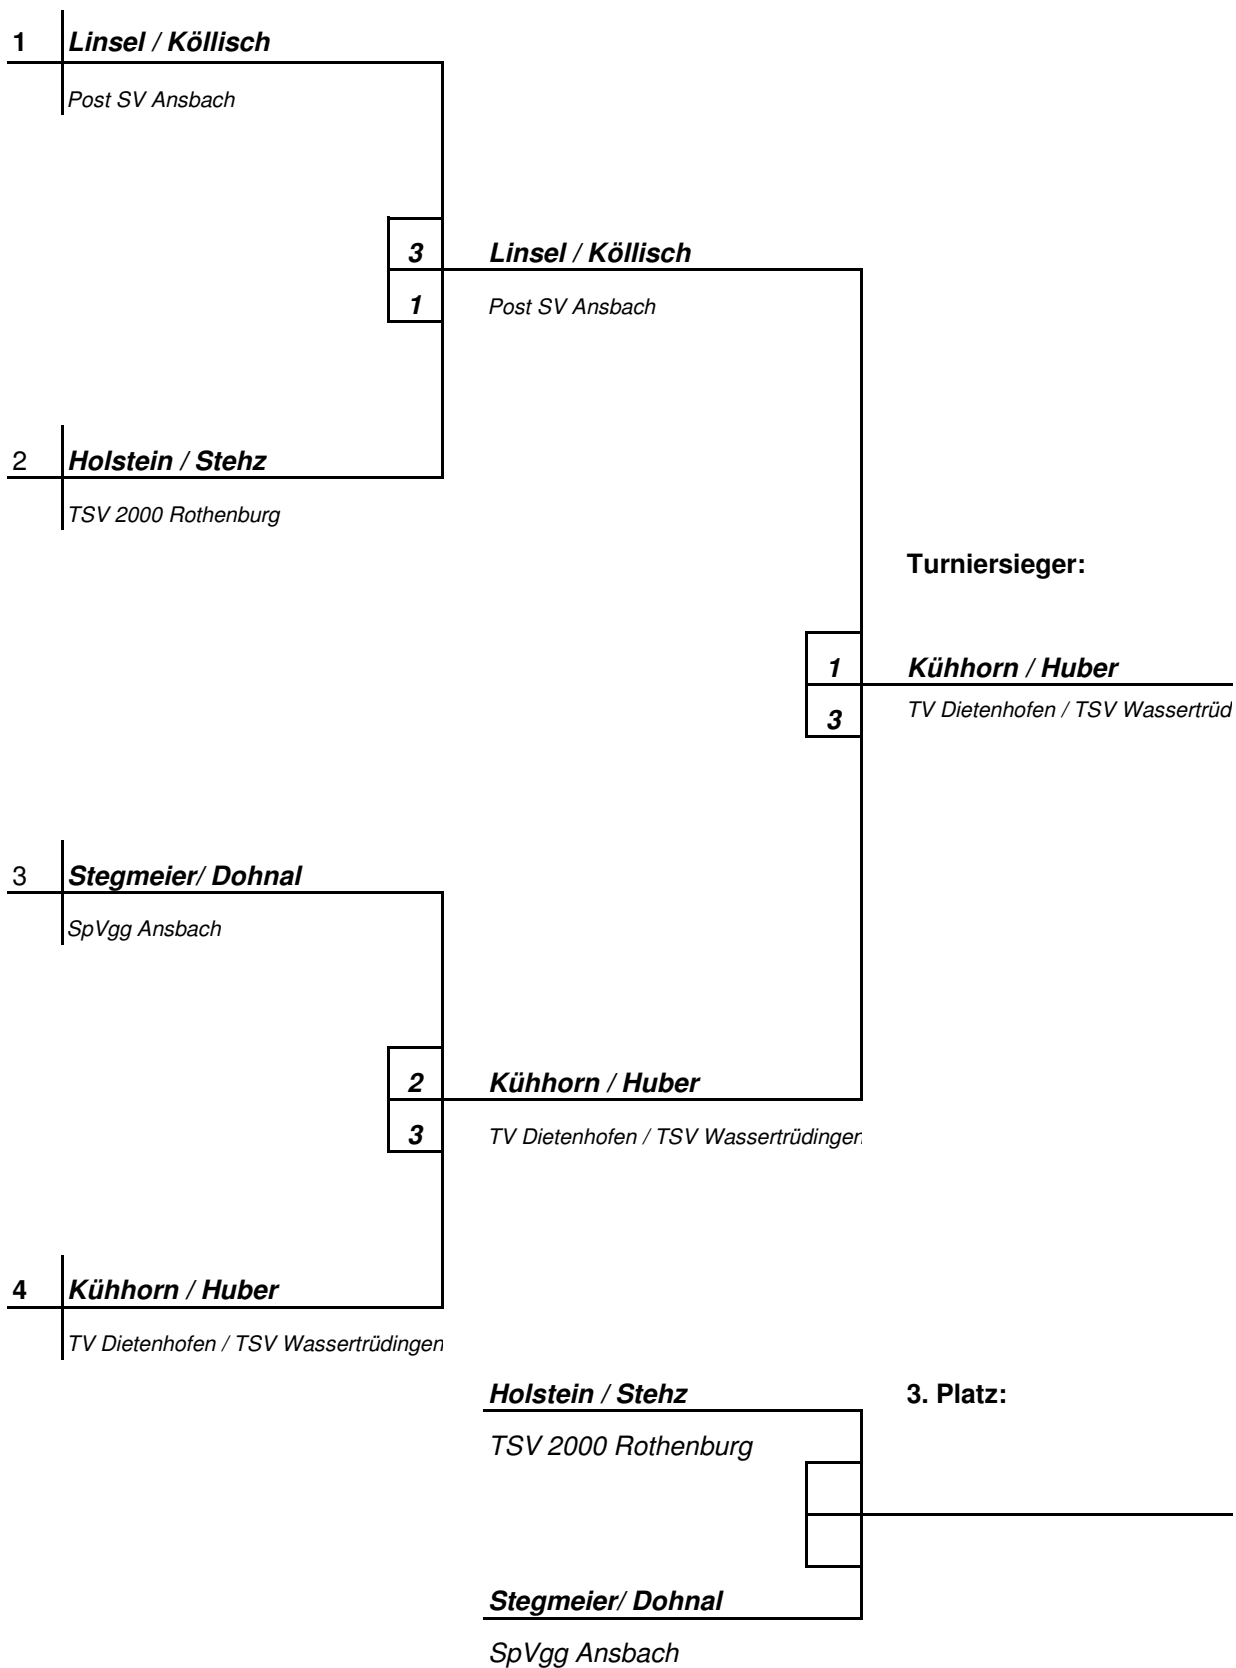 1 Linsel / Köllisch
Post SV Ansbach
3 Linsel / Köllisch
1 Post SV Ansbach
2 Holstein / Stehz
TSV 2000 Rothenburg
Turniersieger:
1 Kühhorn / Huber
3 TV Dietenhofen / TSV Wassertrüd
3 Stegmeier/ Dohnal
SpVgg Ansbach
2 Kühhorn / Huber
3 TV Dietenhofen / TSV Wassertrüdingen
4 Kühhorn / Huber
TV Dietenhofen / TSV Wassertrüdingen
Holstein / Stehz 3. Platz:
TSV 2000 Rothenburg
Stegmeier/ Dohnal
SpVgg Ansbach